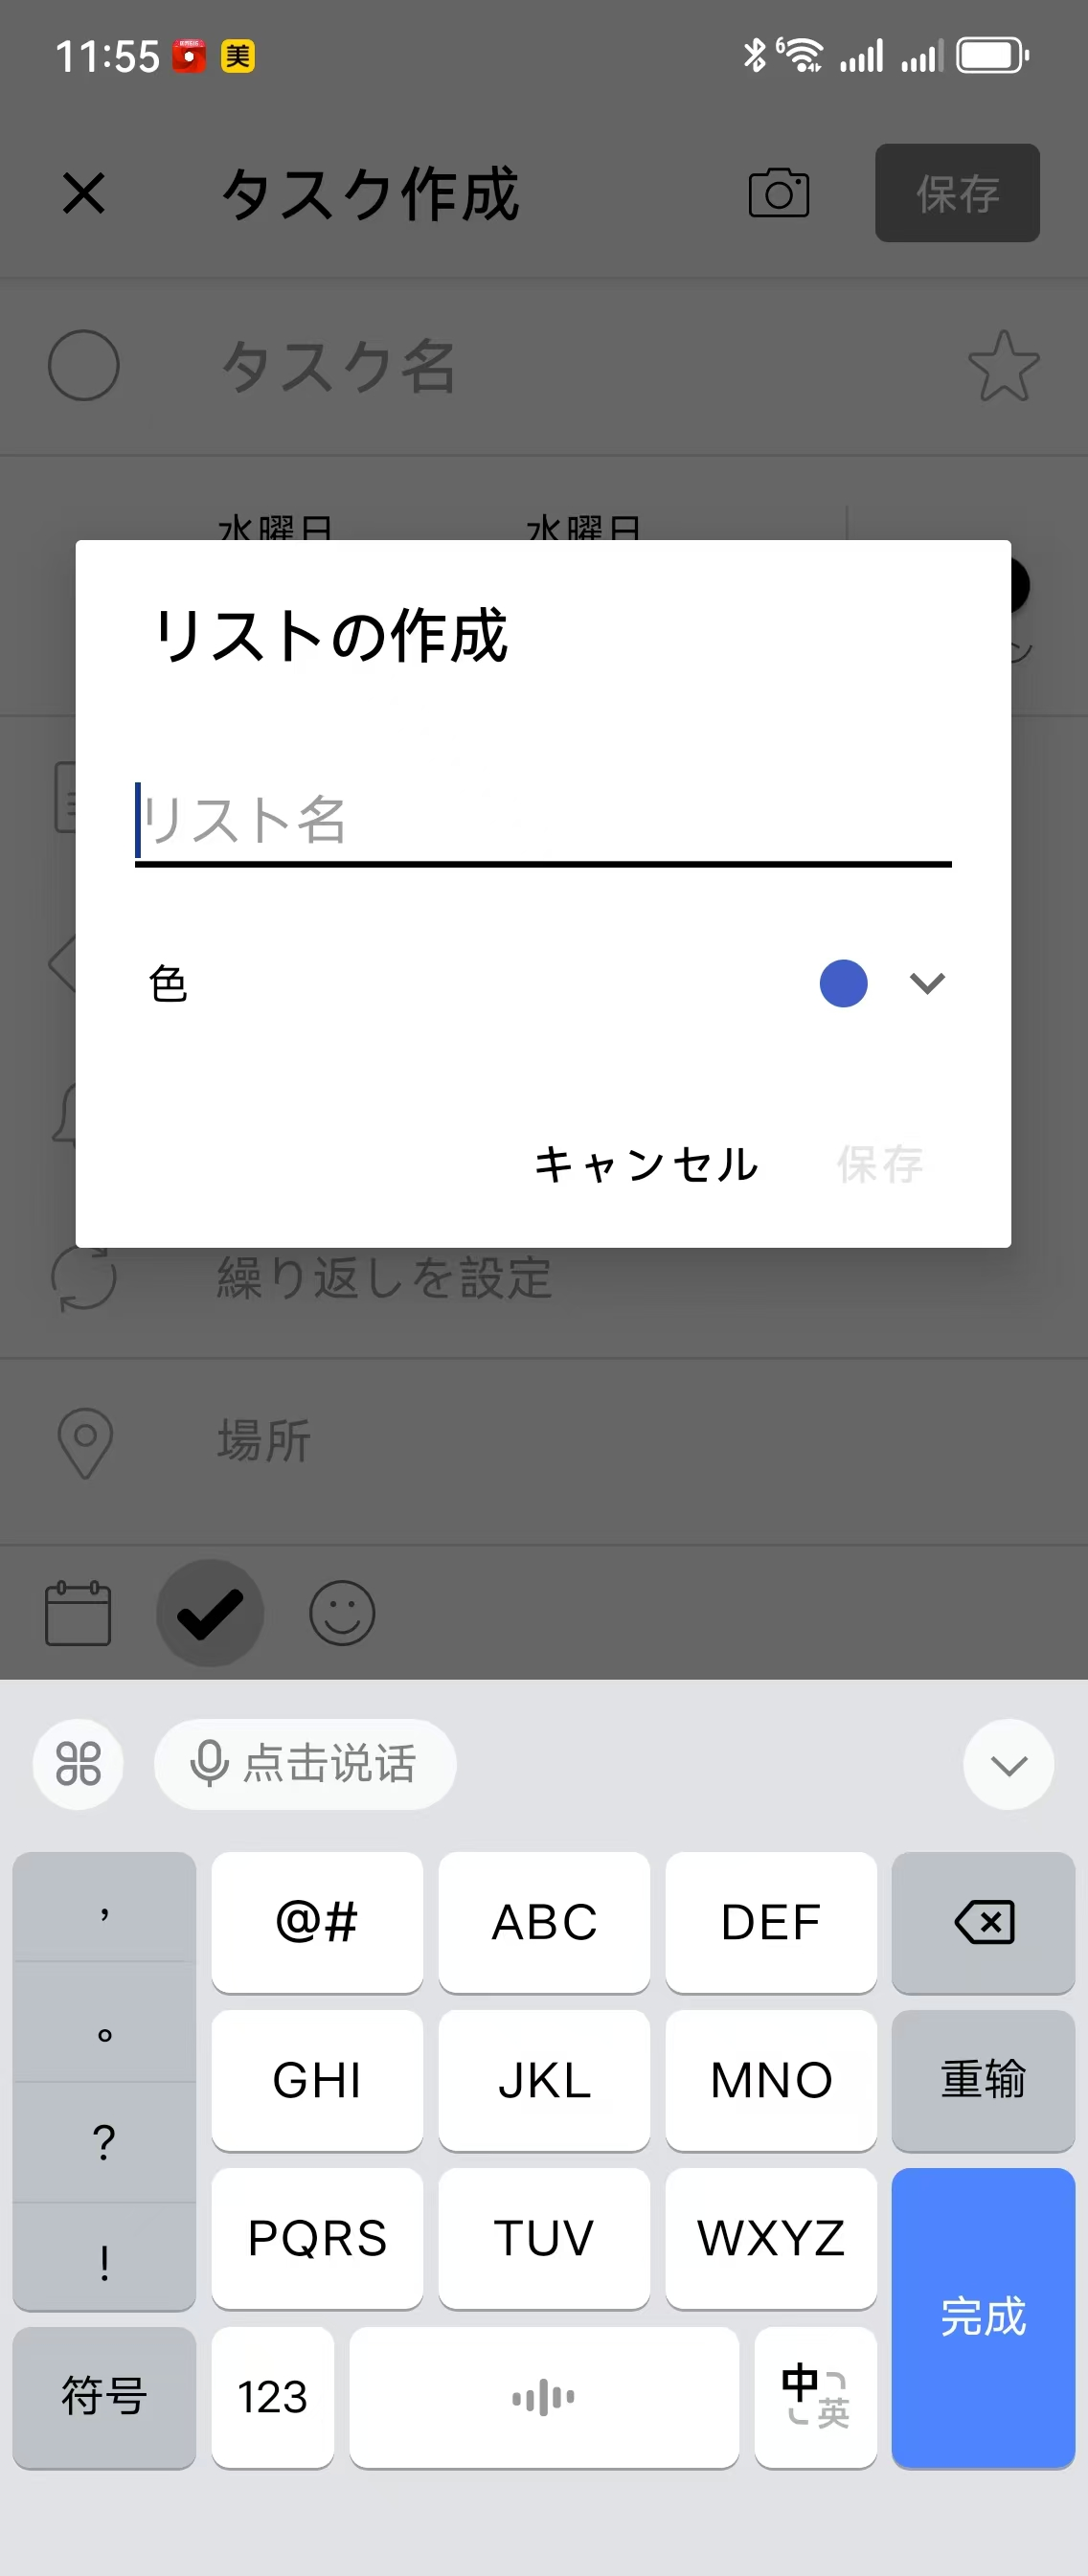 11:55 美 6
タスク作成 保存
タスク名
水曜日 水曜日
リストの作成
リスト名
色
キャンセル 保存
繰り返しを設定
場所
点击说话
, @# ABC DEF
。 GHI JKL MNO 重输
?
! PQRS TUV WXYZ 完成
符号 123 中 英